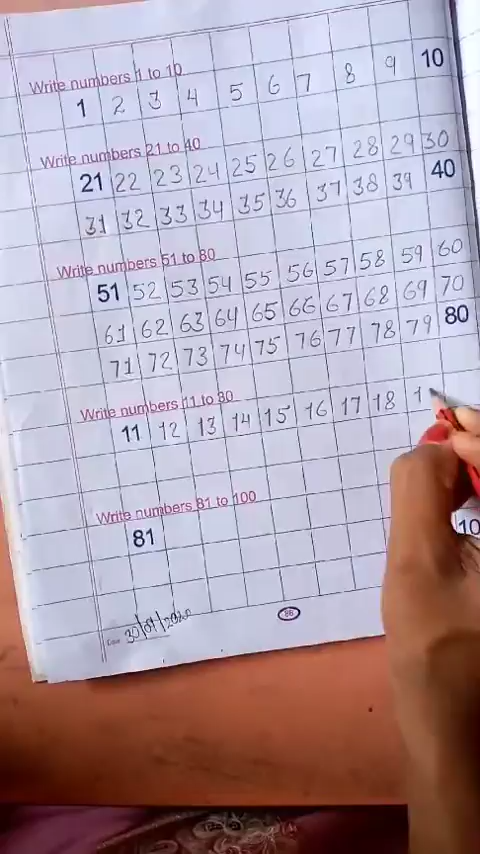 Write numbers 1 to 10
1 2 3 4 5 6 7 8 9 10
Write numbers 21 to 40
21 22 23 24 25 26 27 28 29 30
31 32 33 34 35 36 37 38 39 40
Write numbers 51 to 80
51 52 53 54 55 56 57 58 59 60
61 62 63 64 65 66 67 68 69 70
71 72 73 74 75 76 77 78 79 80
Write numbers 11 to 30
11 12 13 14 15 16 17 18 1
Write numbers 81 to 100
81
10